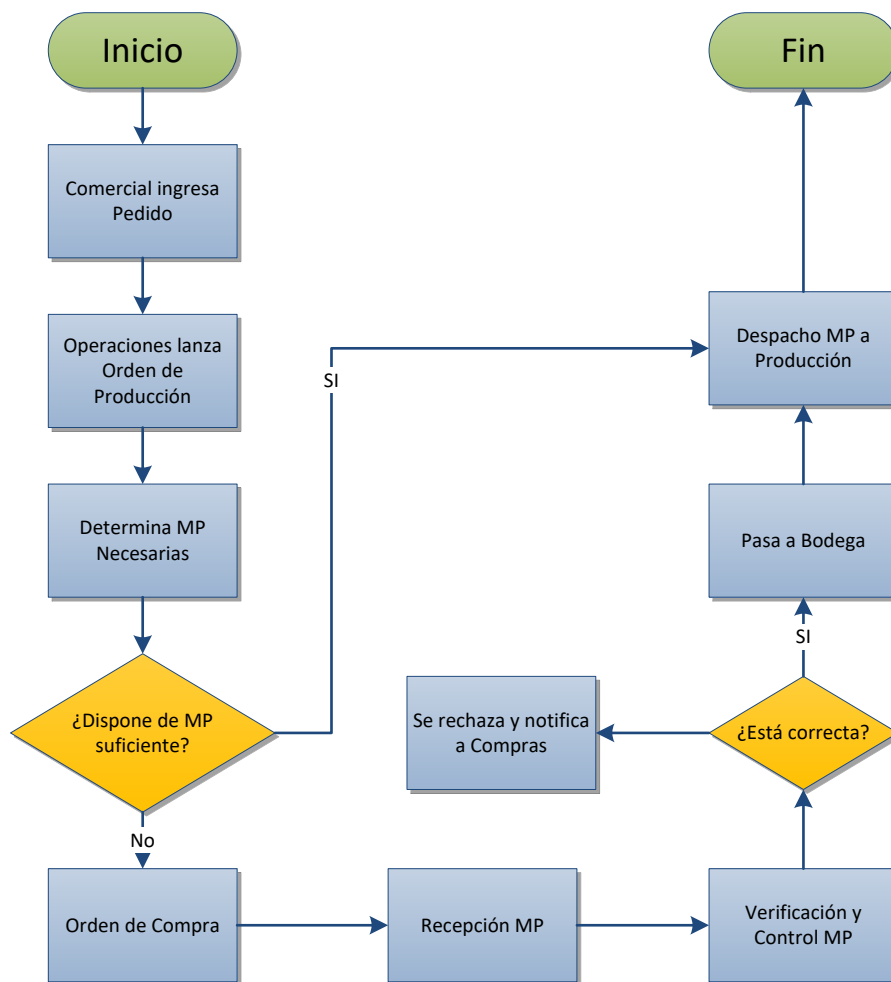 Inicio
Comercial ingresa
Pedido
Operaciones lanza
Orden de
Producción
Determina MP
Necesarias
¿Dispone de MP
suficiente?
No
Orden de Compra
Recepción MP
Verificación y
Control MP
¿Está correcta?
Se rechaza y notifica
a Compras
SI
Pasa a Bodega
SI
Despacho MP a
Producción
Fin